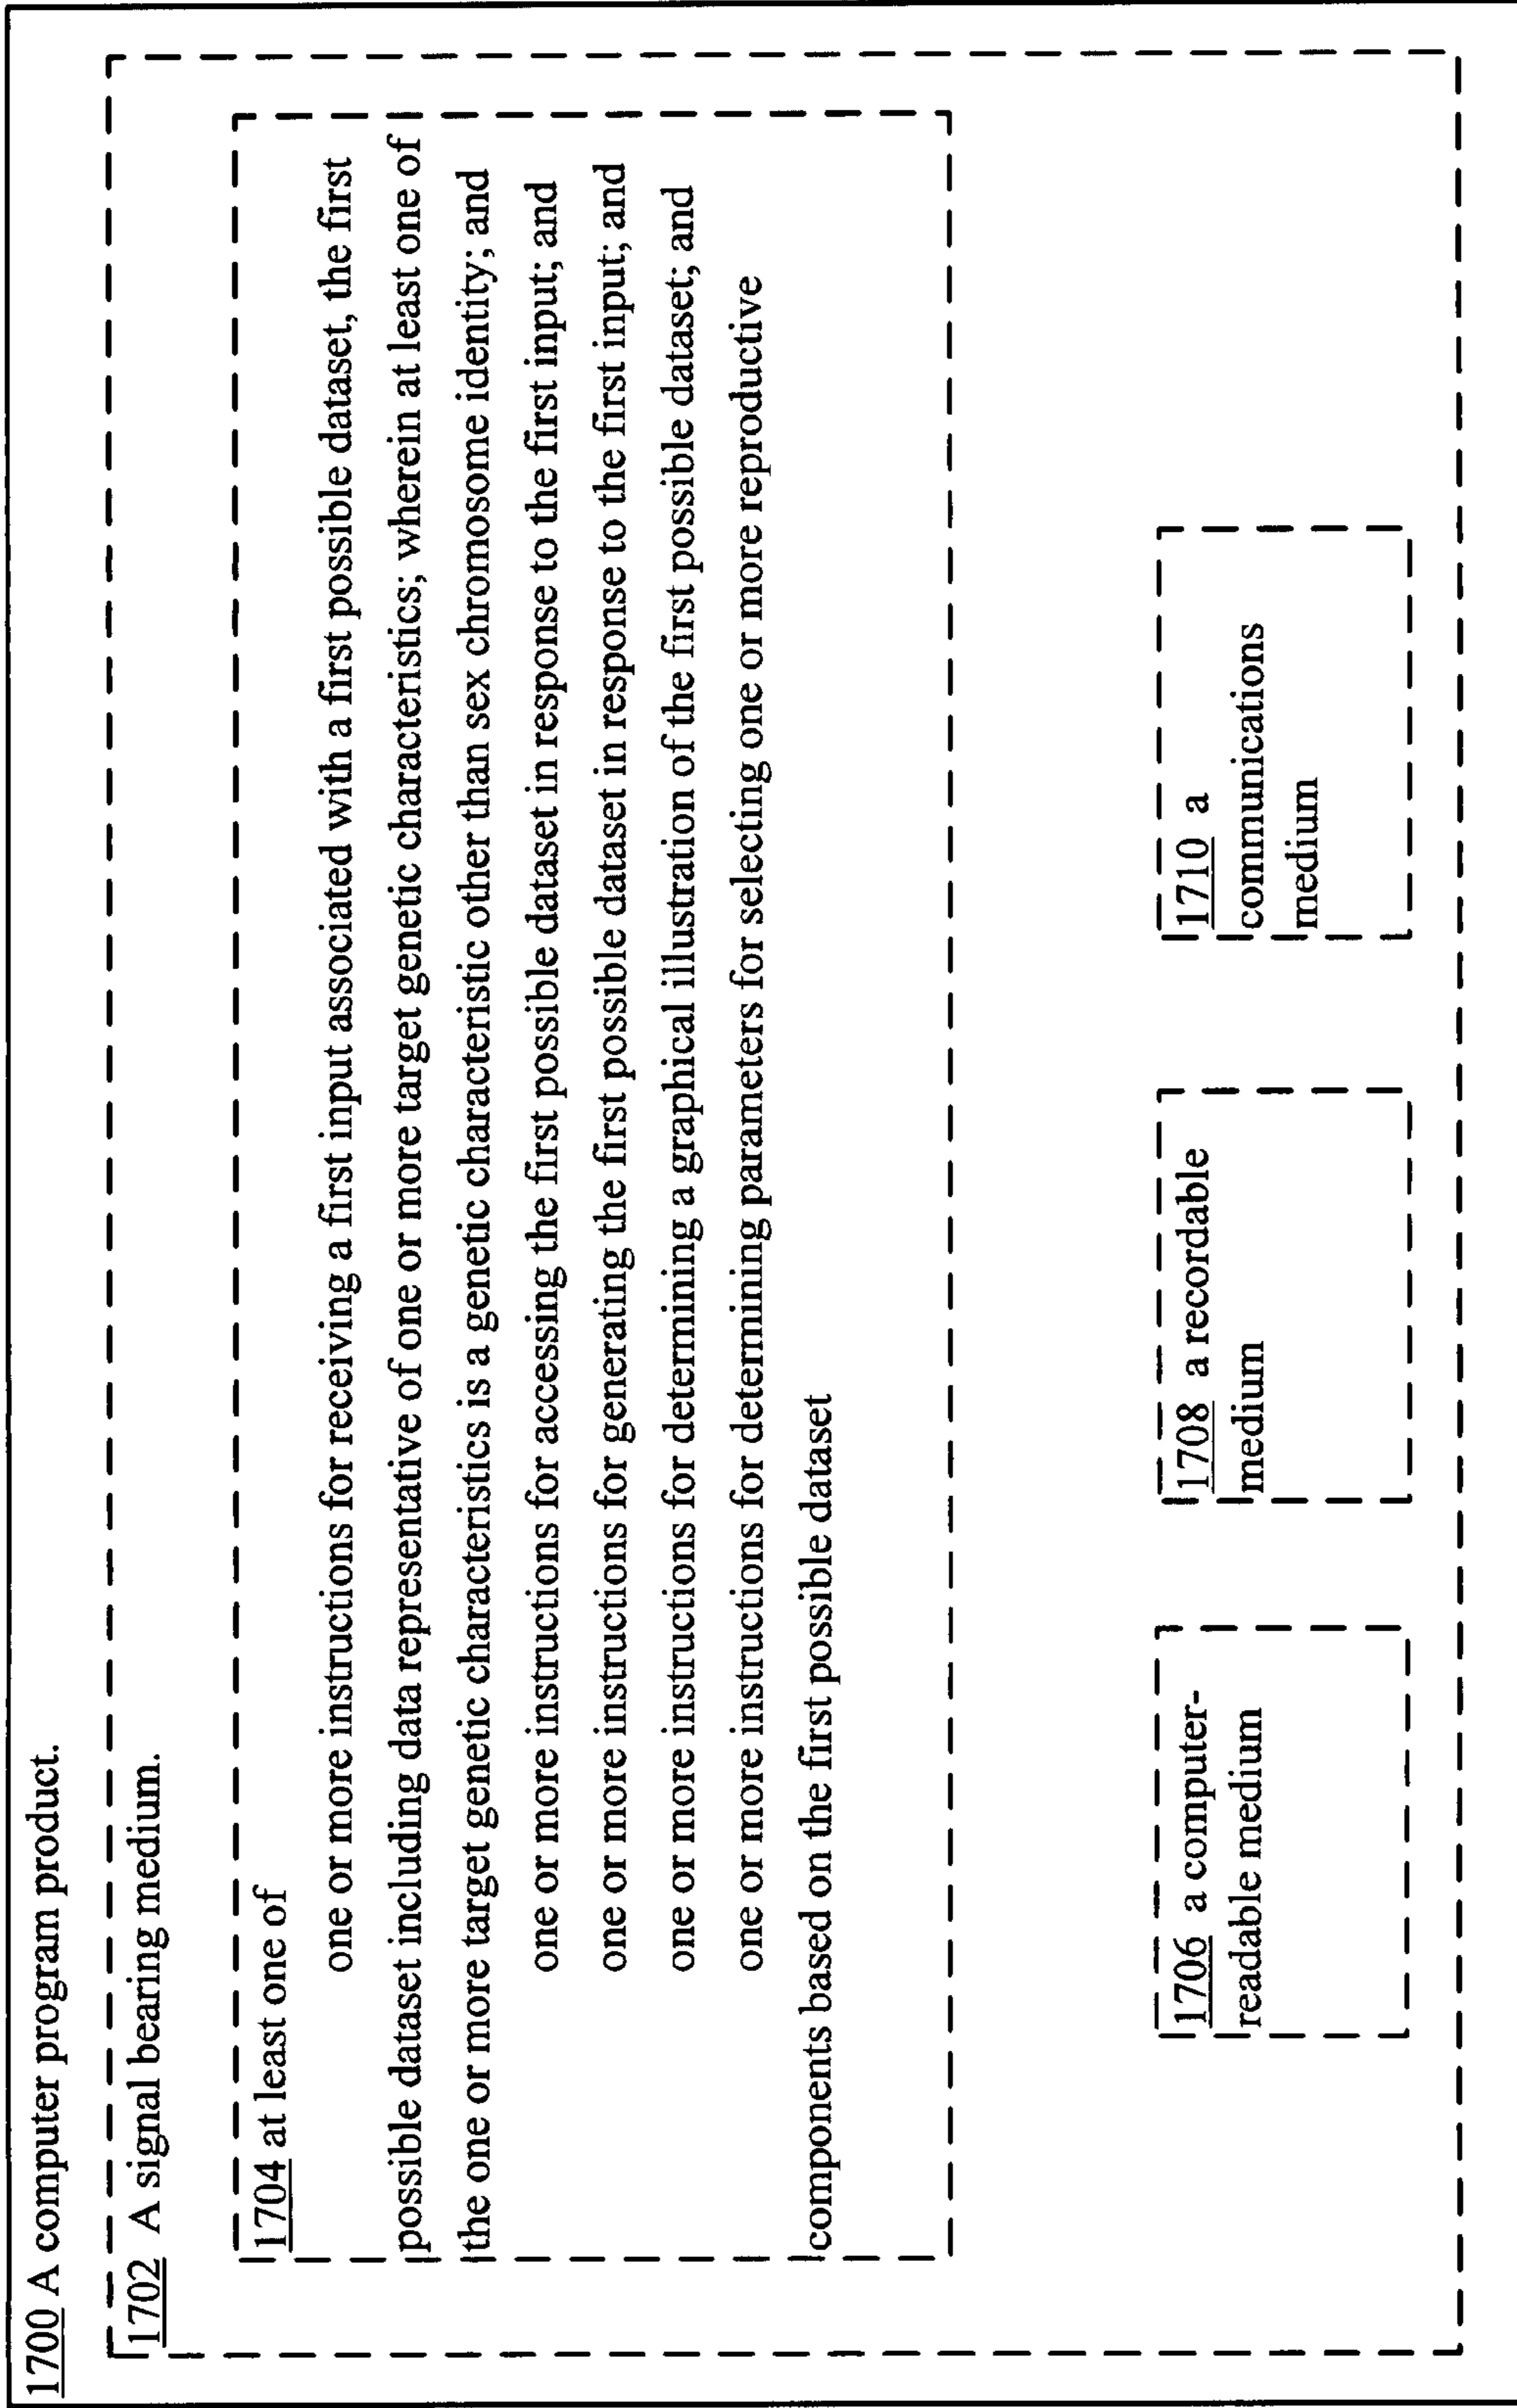 1700 A computer program product.
1702 A signal bearing medium.
1704 at least one of
one or more instructions for receiving a first input associated with a first possible dataset, the first
possible dataset including data representative of one or more target genetic characteristics; wherein at least one of
the one or more target genetic characteristics is a genetic characteristic other than sex chromosome identity; and
one or more instructions for accessing the first possible dataset in response to the first input; and
one or more instructions for generating the first possible dataset in response to the first input; and
one or more instructions for determining a graphical illustration of the first possible dataset; and
one or more instructions for determining parameters for selecting one or more reproductive
components based on the first possible dataset
1706 a computer-
readable medium
1708 a recordable
medium
1710 a
communications
medium